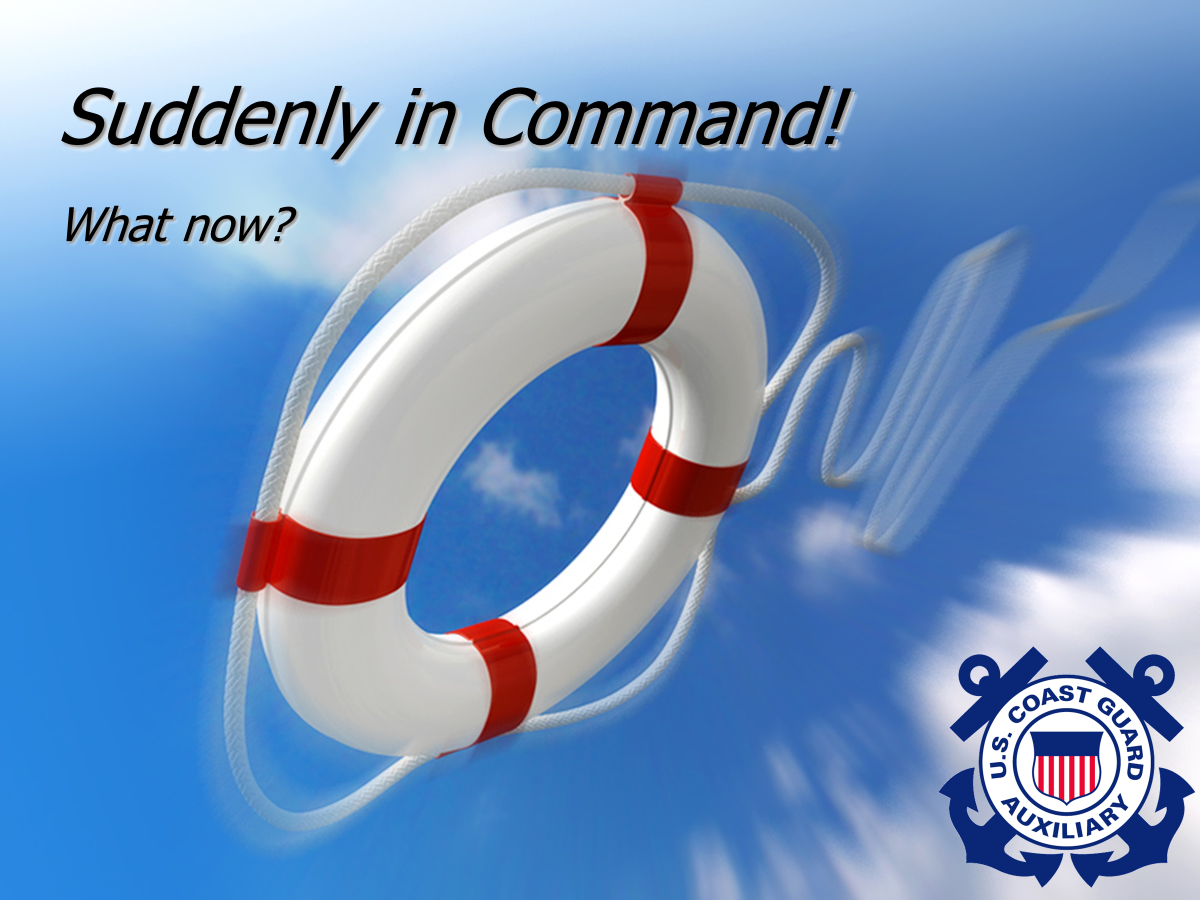 Suddenly in Command!
What now?
U.S. COAST GUARD
AUXILIARY